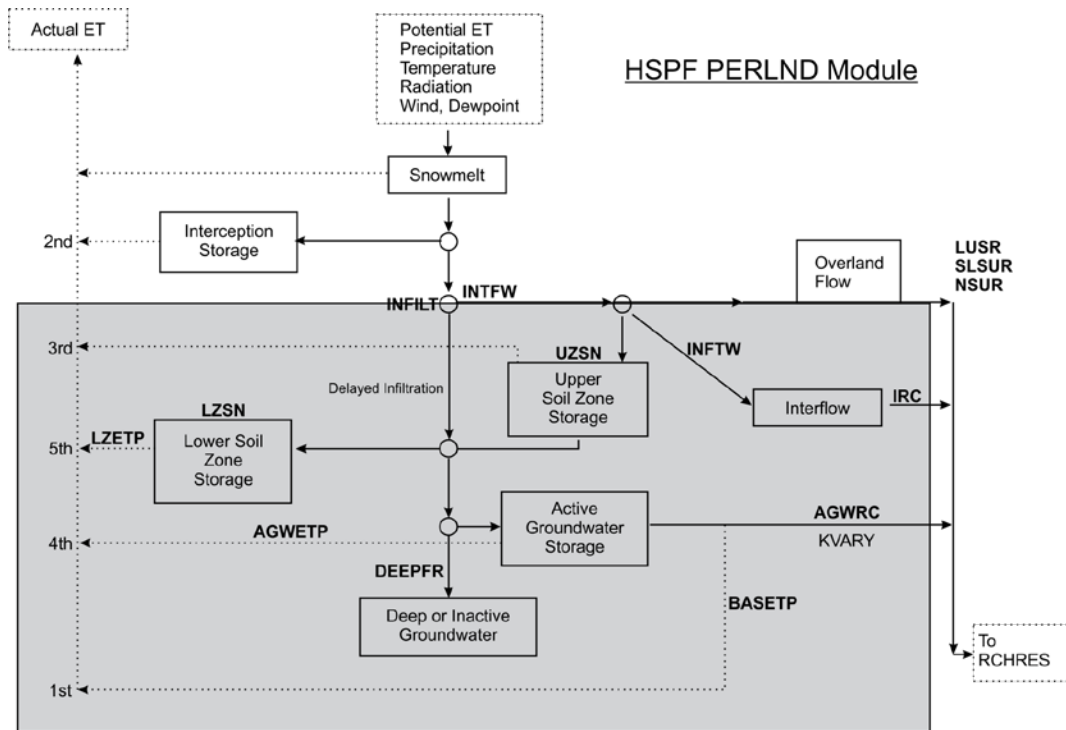 Actual ET
Potential ET
Precipitation
Temperature
Radiation
Wind, Dewpoint
HSPF PERLND Module
Snowmelt
2nd
Interception
Storage
Overland
Flow
LUSR
SLSUR
NSUR
INFILT
INTFW
3rd
UZSN
INFTW
Delayed Infiltration
Upper
Soil Zone
Storage
Interflow
IRC
LZSN
5th
LZETP
Lower Soil
Zone
Storage
Active
Groundwater
Storage
AGWRC
KVARY
4th
AGWETP
DEEPFR
Deep or Inactive
Groundwater
BASETP
To
RCHRES
1st